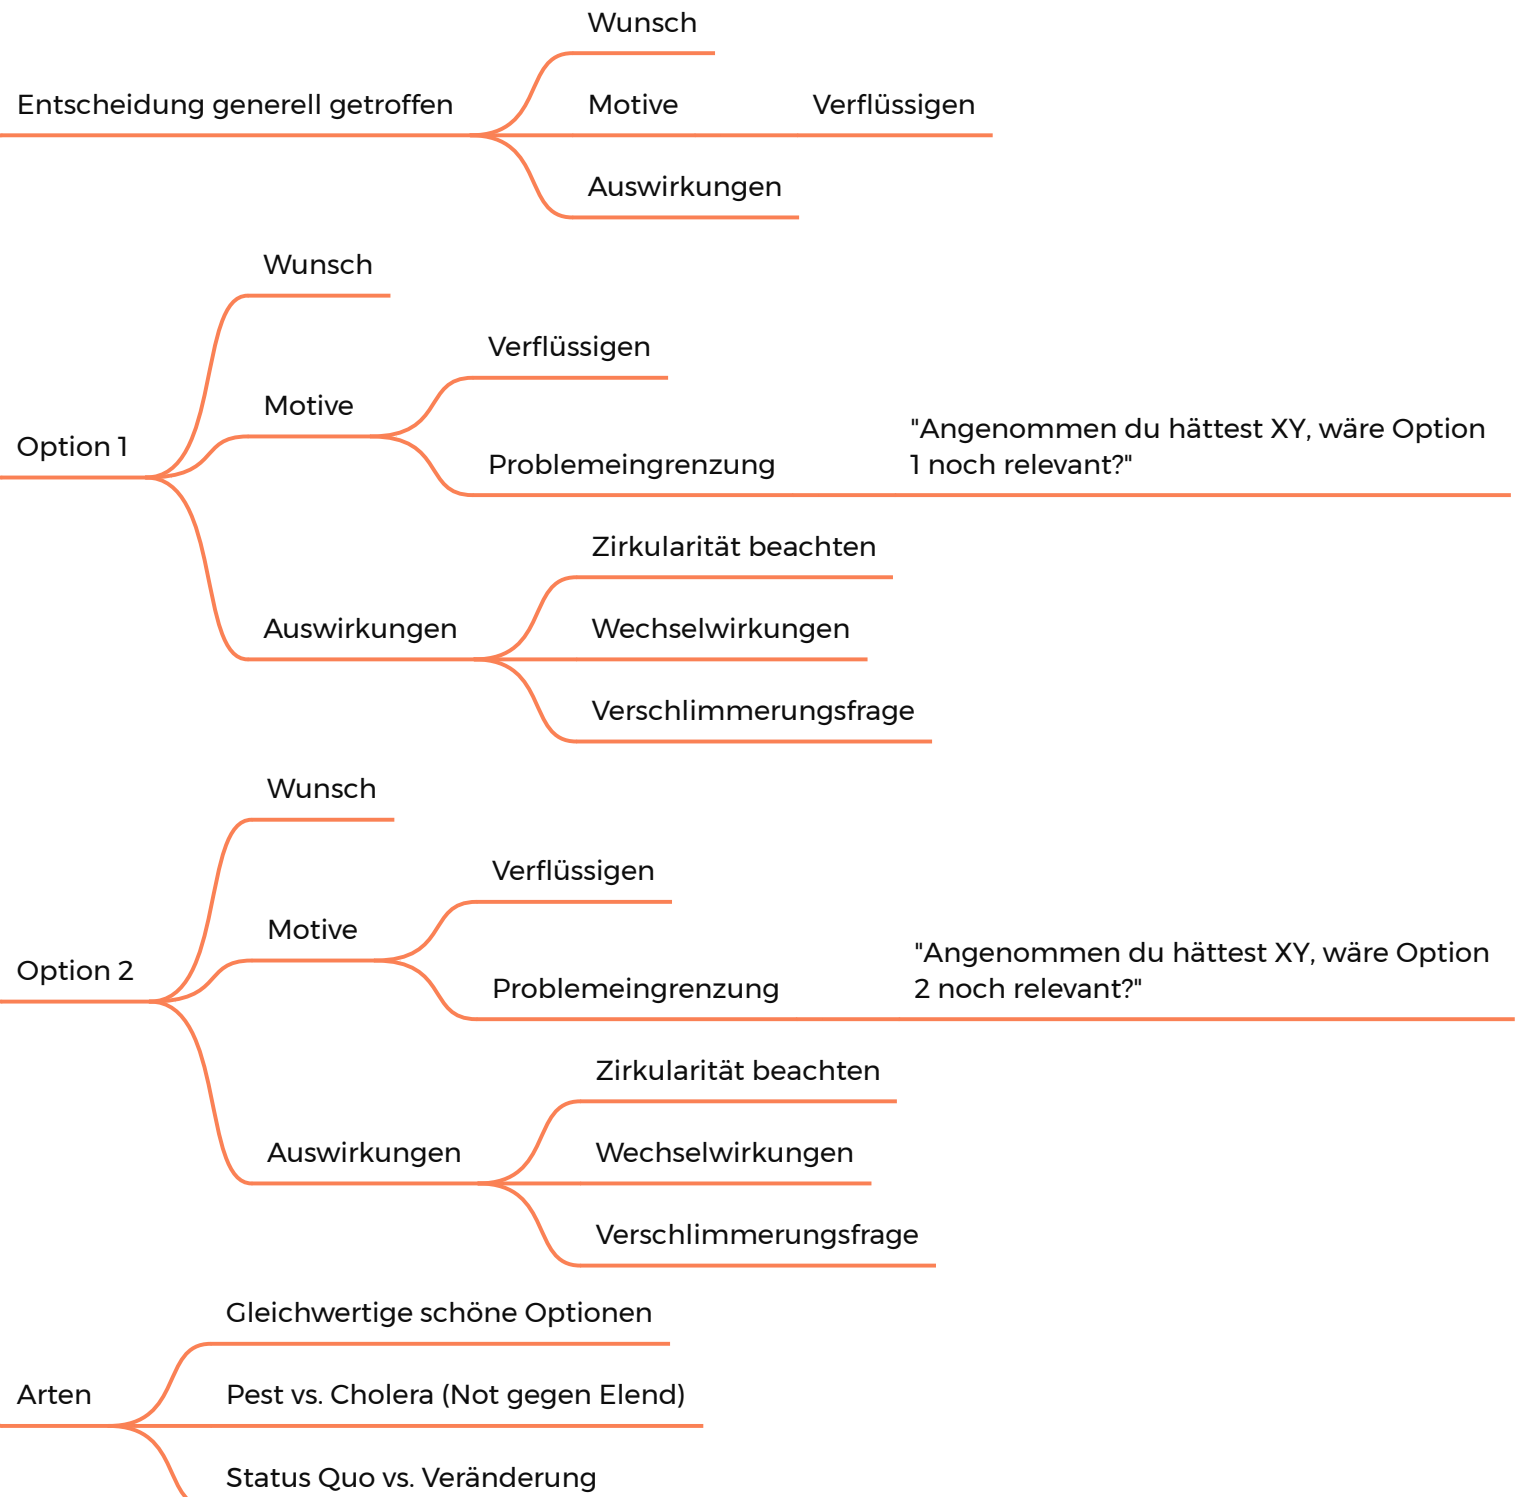 Wunsch
Entscheidung generell getroffen
Motive
Verflüssigen
Auswirkungen
Wunsch
Verflüssigen
Motive
"Angenommen du hättest XY, wäre Option
1 noch relevant?"
Option 1
Problemeingrenzung
Zirkularität beachten
Auswirkungen
Wechselwirkungen
Verschlimmerungsfrage
Wunsch
Verflüssigen
Motive
"Angenommen du hättest XY, wäre Option
2 noch relevant?"
Option 2
Problemeingrenzung
Zirkularität beachten
Auswirkungen
Wechselwirkungen
Verschlimmerungsfrage
Gleichwertige schöne Optionen
Arten
Pest vs. Cholera (Not gegen Elend)
Status Quo vs. Veränderung